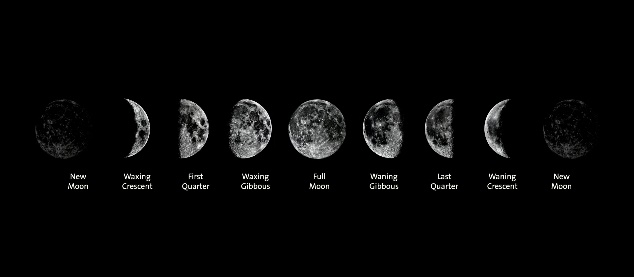 New
Moon
Waxing
Crescent
First
Quarter
Waxing
Gibbous
Full
Moon
Waning
Gibbous
Last
Quarter
Waning
Crescent
New
Moon